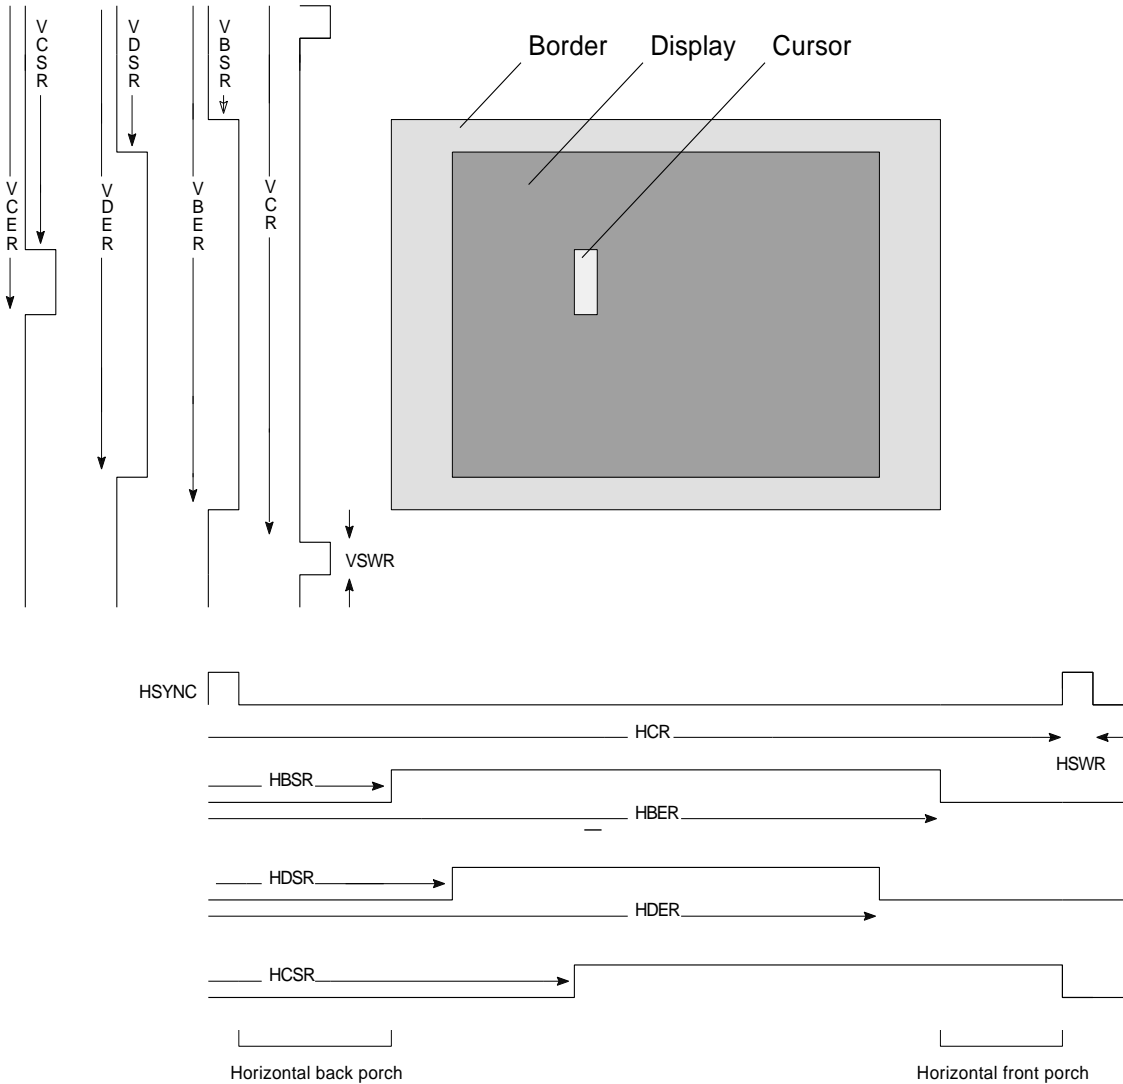 VCSR
VDSR
VBSR
Border
Display
Cursor
VCER
VDER
VBER
VCR
VSWR
HSYNC
HCR
HSWR
HBSR
HBER
HDSR
HDER
HCSR
Horizontal back porch
Horizontal front porch